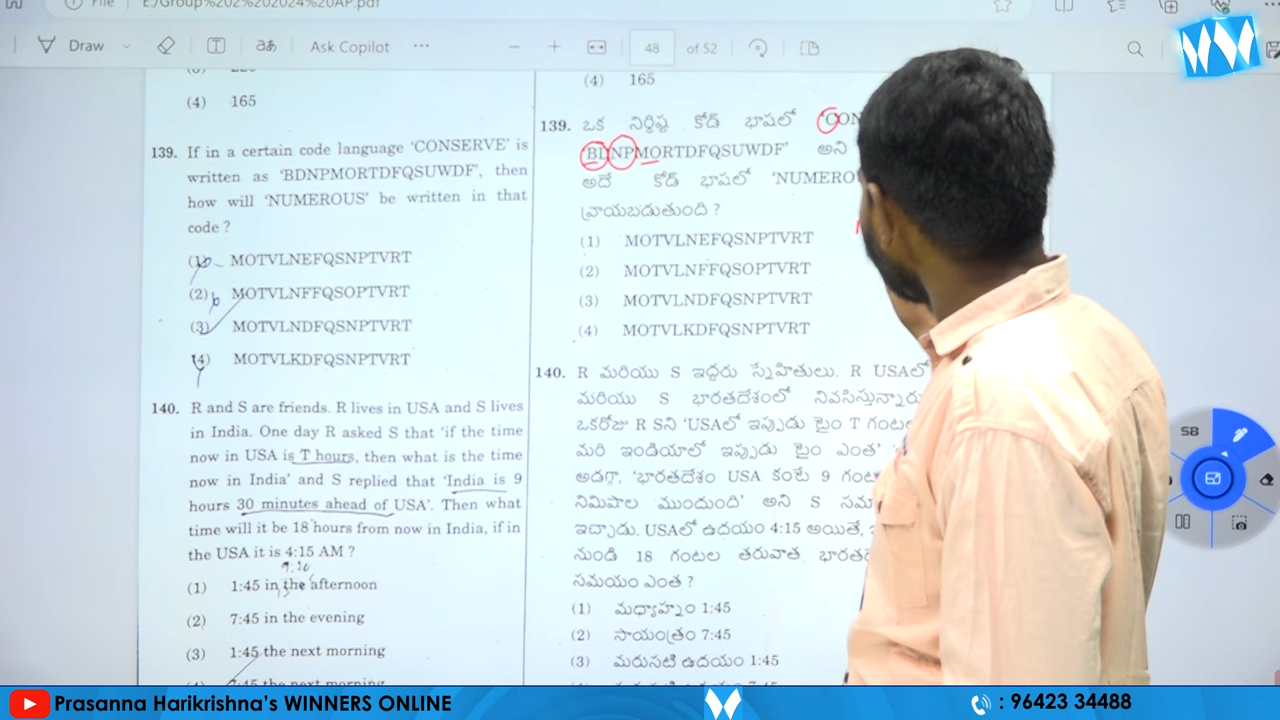 File E:/Group%202%202024%20AP.pdf
Draw aあ Ask Copilot ... 48 of 52
(4) 165
139. If in a certain code language ‘CONSERVE’ is
written as ‘BDNPMORTDFQSUWDF’, then
how will ‘NUMEROUS’ be written in that
code ?
(1) MOTVLNEFQSNPTVRT
(2) MOTVLNFFQSOPTVRT
(3) MOTVLNDFQSNPTVRT
(4) MOTVLKDFQSNPTVRT
140. R and S are friends. R lives in USA and S lives
in India. One day R asked S that ‘if the time
now in USA is T hours, then what is the time
now in India’ and S replied that ‘India is 9
hours 30 minutes ahead of USA’. Then what
time will it be 18 hours from now in India, if in
the USA it is 4:15 AM ?
(1) 1:45 in the afternoon
(2) 7:45 in the evening
(3) 1:45 the next morning
(4) 165
139. ఒక నిర్దిష్ట కోడ్ భాషలో ‘CON
BDNPMORTDFQSUWDF’ అని
అదే కోడ్ భాషలో ‘NUMERO
వ్రాయబడుతుంది ?
(1) MOTVLNEFQSNPTVRT
(2) MOTVLNFFQSOPTVRT
(3) MOTVLNDFQSNPTVRT
(4) MOTVLKDFQSNPTVRT
140. R మరియు S ఇద్దరు స్నేహితులు. R USAలో
మరియు S భారతదేశంలో నివసిస్తున్నారు
ఒకరోజు R Sని ‘USAలో ఇప్పుడు టైం T గంట
మరి ఇండియాలో ఇప్పుడు టైం ఎంత’
అడగ్గా, ‘భారతదేశం USA కంటే 9 గంట
నిమిషాల ముందుంది’ అని S సమ
ఇచ్చాడు. USAలో ఉదయం 4:15 అయితే,
నుండి 18 గంటల తరువాత భారతదే
సమయం ఎంత ?
(1) మధ్యాహ్నం 1:45
(2) సాయంత్రం 7:45
(3) మరుసటి ఉదయం 1:45
58
Prasanna Harikrishna's WINNERS ONLINE
: 96423 34488